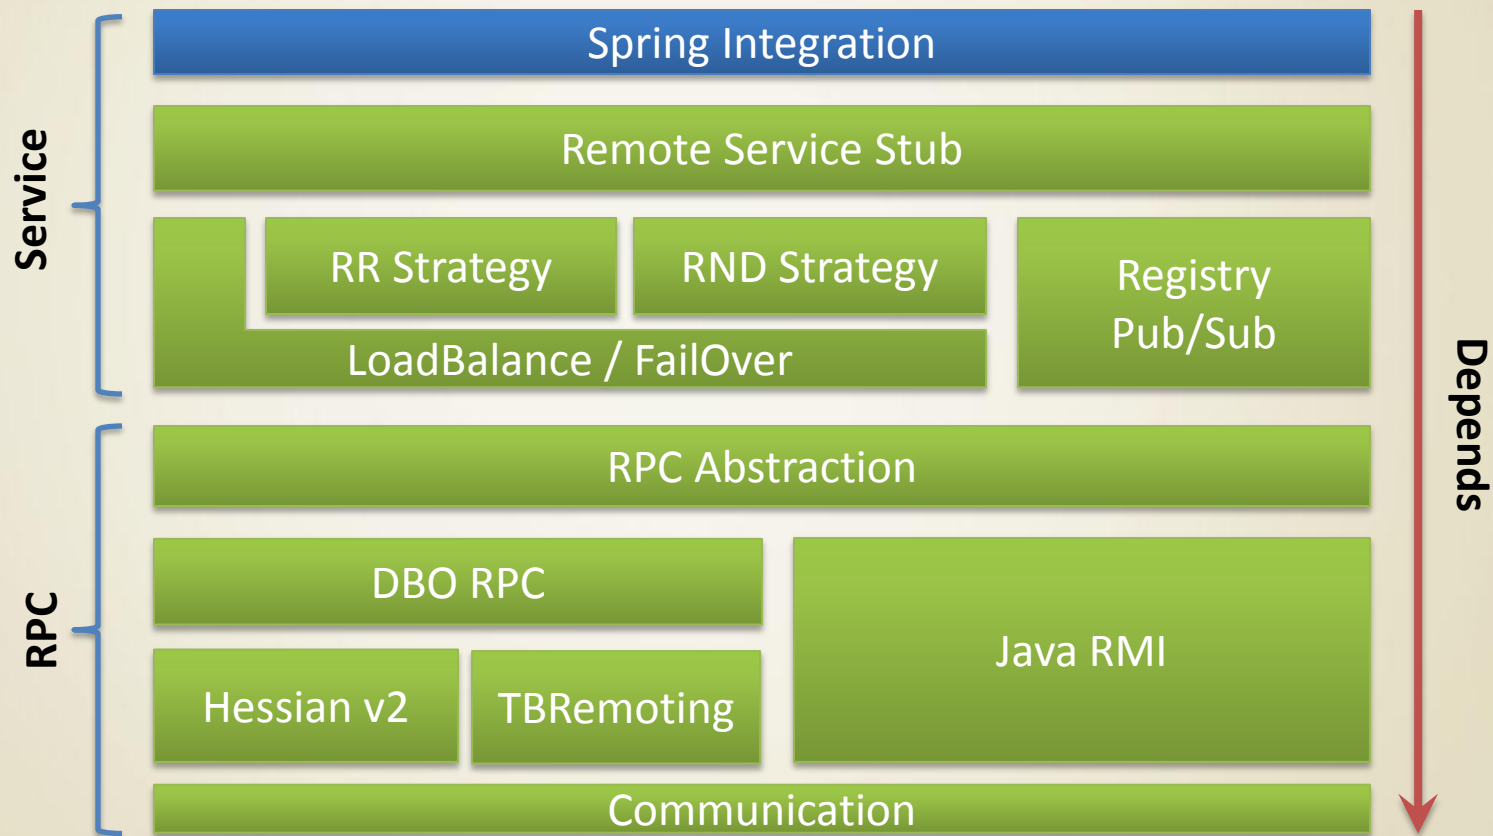 Spring Integration
Service
Remote Service Stub
RR Strategy
RND Strategy
Registry
Pub/Sub
LoadBalance / FailOver
Depends
RPC Abstraction
RPC
DBO RPC
Java RMI
Hessian v2
TBRemoting
Communication